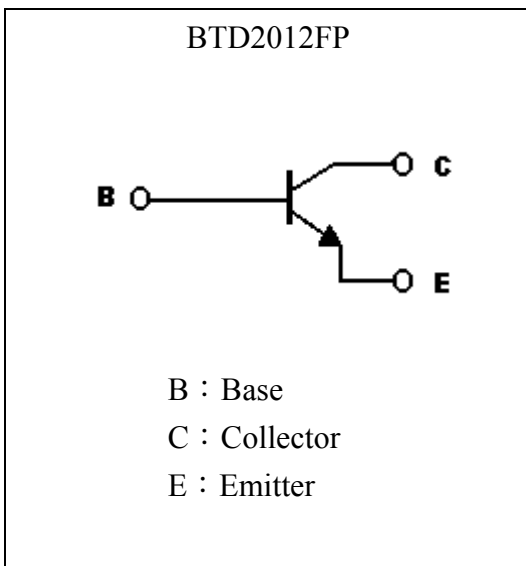 BTD2012FP
C
B
E
B：Base
C：Collector
E：Emitter